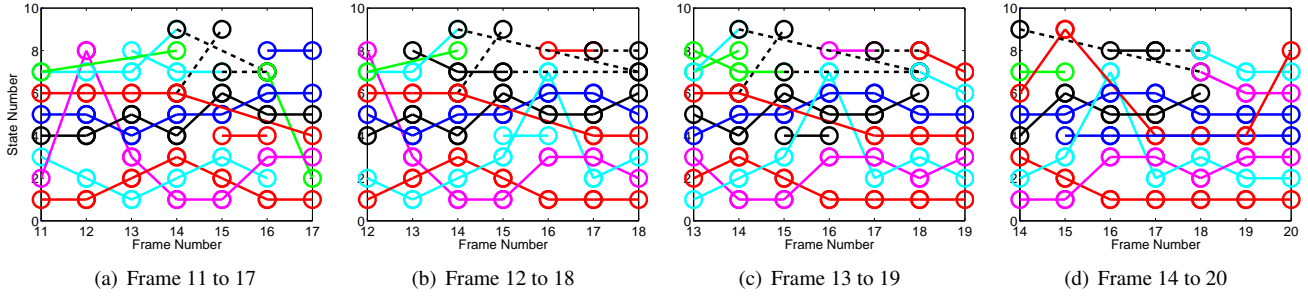 State Number
10
8
6
4
2
0
11 12 13 14 15 16 17
Frame Number
(a) Frame 11 to 17
10
8
6
4
2
0
12 13 14 15 16 17 18
Frame Number
(b) Frame 12 to 18
10
8
6
4
2
0
13 14 15 16 17 18 19
Frame Number
(c) Frame 13 to 19
10
8
6
4
2
0
14 15 16 17 18 19 20
Frame Number
(d) Frame 14 to 20